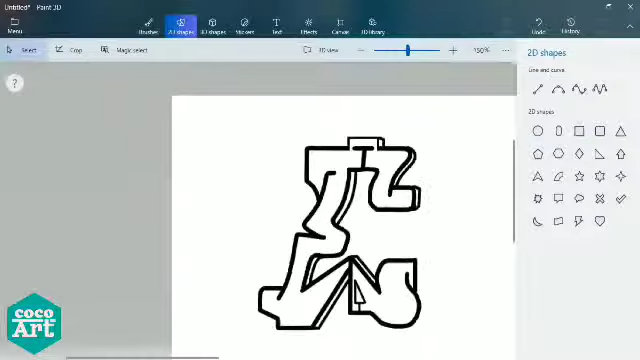 Untitled* - Paint 3D
Menu
Brushes
2D shapes
3D shapes
Stickers
Text
Effects
Canvas
3D library
Undo
History
Select
Crop
Magic select
3D view
150%
?
2D shapes
Line and curve
2D shapes
coco
Art